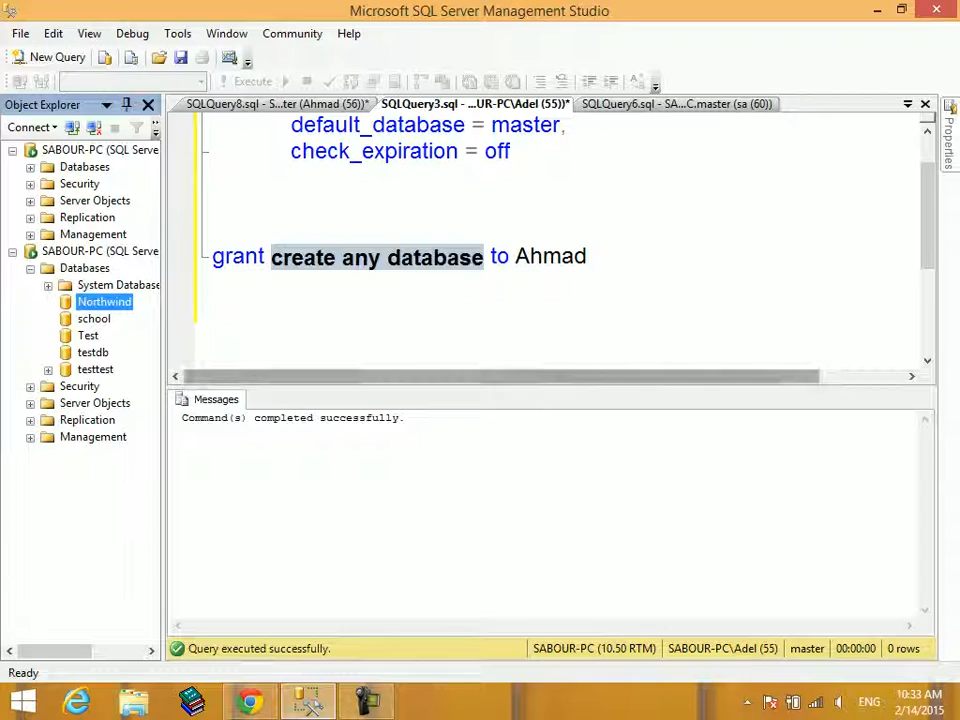 Microsoft SQL Server Management Studio
File Edit View Debug Tools Window Community Help
New Query
Execute
Object Explorer
SQLQuery8.sql - S...ter (Ahmad (56))*
SQLQuery3.sql - ...UR-PC\Adel (55))*
SQLQuery6.sql - SA...C.master (sa (60))
Properties
Connect
SABOUR-PC (SQL Serve
Databases
Security
Server Objects
Replication
Management
SABOUR-PC (SQL Serve
Databases
System Database
Northwind
school
Test
testdb
testtest
Security
Server Objects
Replication
Management
default_database = master,
check_expiration = off
grant create any database to Ahmad
Messages
Command(s) completed successfully.
Query executed successfully.
SABOUR-PC (10.50 RTM)
SABOUR-PC\Adel (55)
master
00:00:00
0 rows
Ready
ENG
10:33 AM
2/14/2015